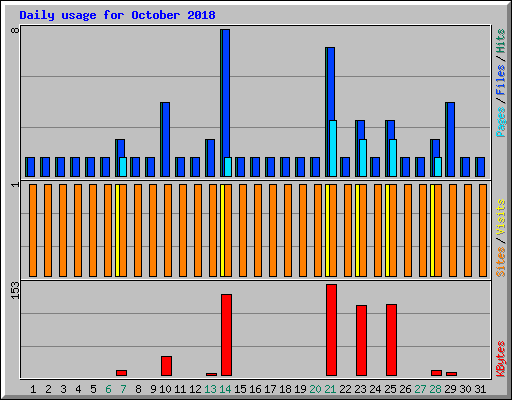 Daily usage for October 2018
8
Pages / Files / Hits
1
Sites / Visits
153
KBytes
1 2 3 4 5 6 7 8 9 10 11 12 13 14 15 16 17 18 19 20 21 22 23 24 25 26 27 28 29 30 31